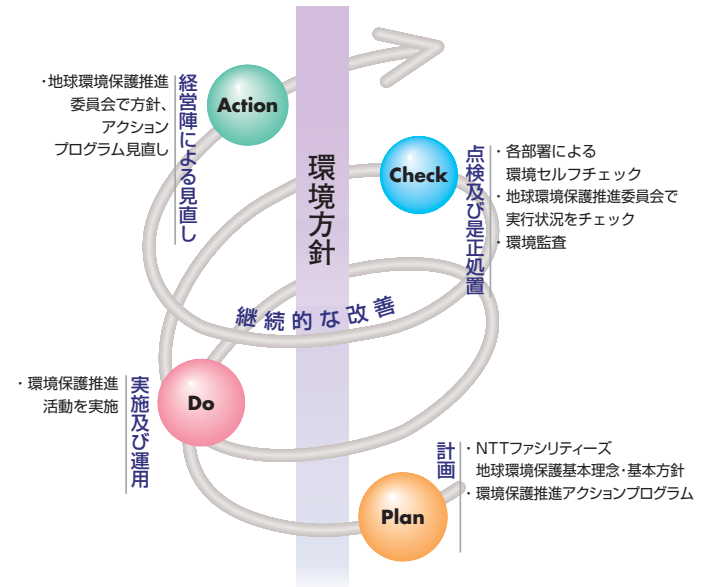 ・地球環境保護推進
委員会で方針、
アクション
プログラム見直し
経営陣による見直し
Action
環境方針
Check
点検及び是正処置
・各部署による
環境セルフチェック
・地球環境保護推進委員会で
実行状況をチェック
・環境監査
継続的な改善
・環境保護推進
活動を実施
実施及び運用
Do
計画
・NTTファシリティーズ
地球環境保護基本理念・基本方針
・環境保護推進アクションプログラム
Plan